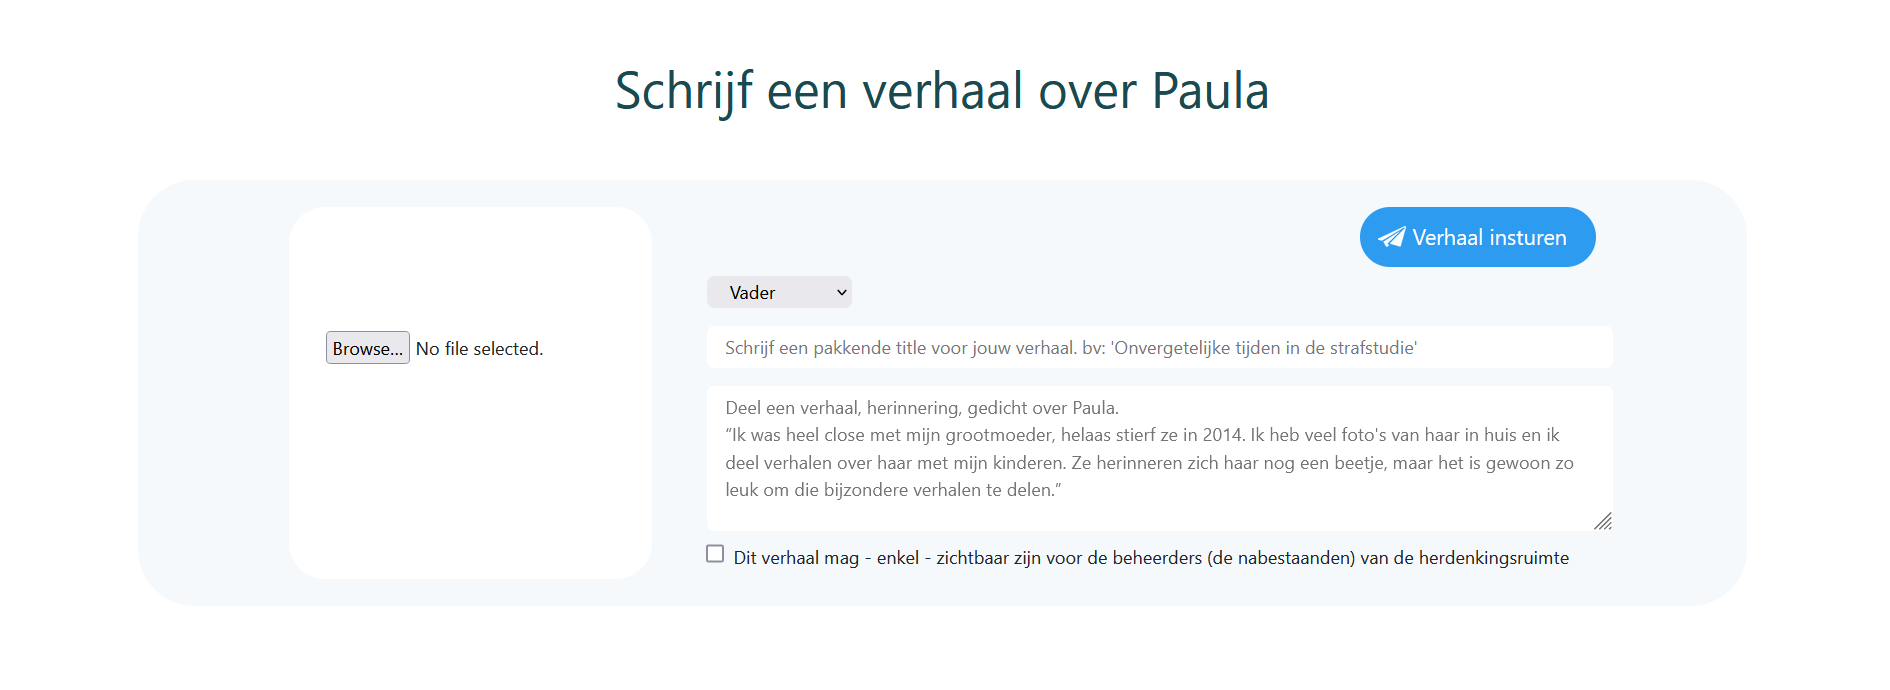 Schrijf een verhaal over Paula
Verhaal insturen
Vader
Browse... No file selected.
Schrijf een pakkende title voor jouw verhaal. bv: 'Onvergetelijke tijden in de strafstudie'
Deel een verhaal, herinnering, gedicht over Paula.
“Ik was heel close met mijn grootmoeder, helaas stierf ze in 2014. Ik heb veel foto's van haar in huis en ik
deel verhalen over haar met mijn kinderen. Ze herinneren zich haar nog een beetje, maar het is gewoon zo
leuk om die bijzondere verhalen te delen.”
Dit verhaal mag - enkel - zichtbaar zijn voor de beheerders (de nabestaanden) van de herdenkingsruimte